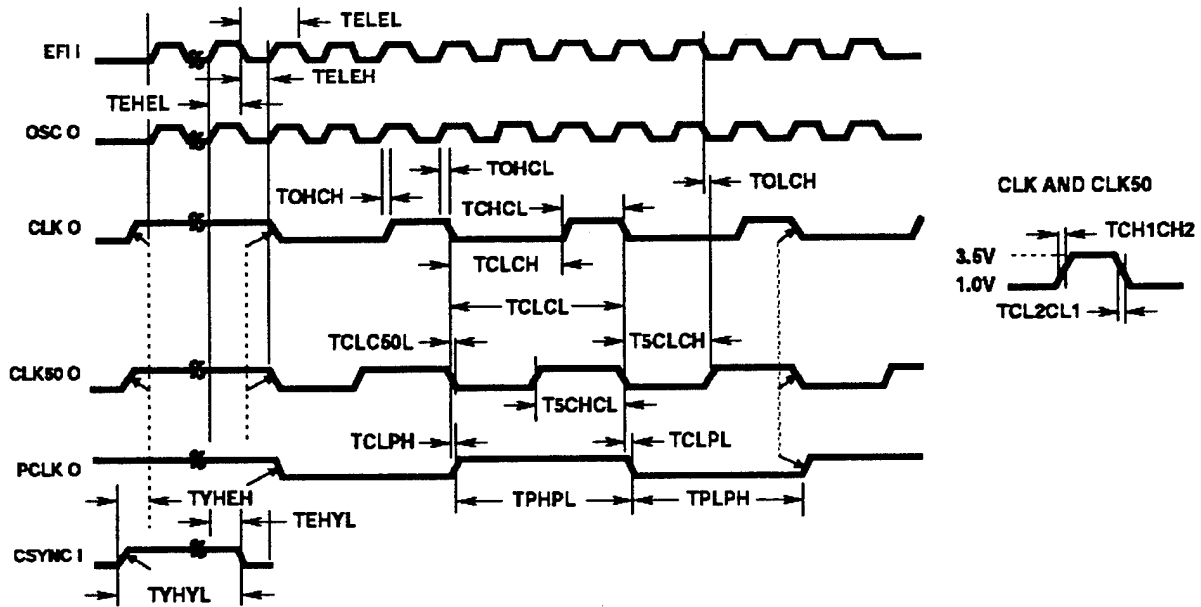 TELEL
EFI I
TELEH
TEHEL
OSC O
TOHCL
TOLCH
TOHCH
TCHCL
CLK AND CLK50
CLK O
TCH1CH2
3.5V
TCLCH
1.0V
TCLCL
TCL2CL1
TCLC50L
T5CLCH
CLK50 O
T5CHCL
TCLPH
TCLPL
PCLK O
TYHEH
TPHPL
TPLPH
TEHYL
CSYNC I
TYHYL